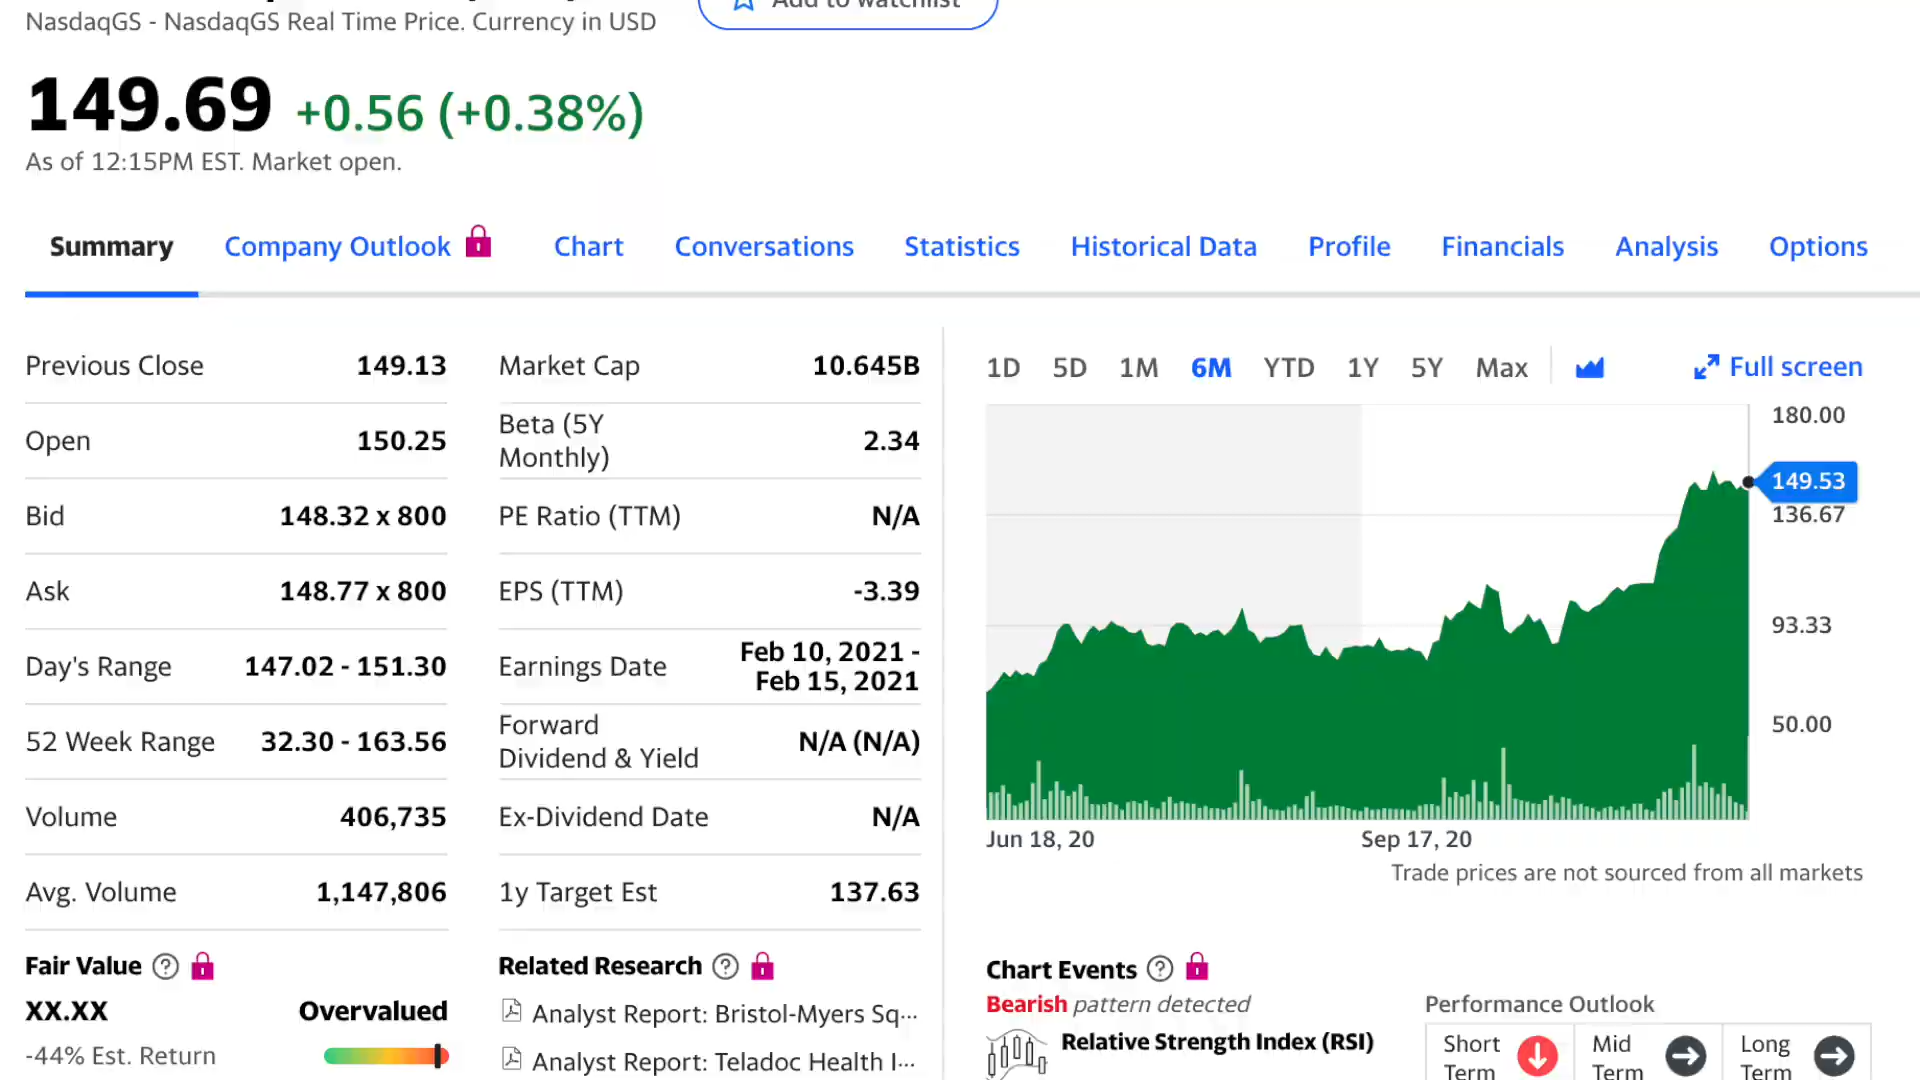 NasdaqGS - NasdaqGS Real Time Price. Currency in USD
Add to watchlist
149.69 +0.56 (+0.38%)
As of 12:15PM EST. Market open.
Summary Company Outlook Chart Conversations Statistics Historical Data Profile Financials Analysis Options
Previous Close 149.13
Open 150.25
Bid 148.32 x 800
Ask 148.77 x 800
Day's Range 147.02 - 151.30
52 Week Range 32.30 - 163.56
Volume 406,735
Avg. Volume 1,147,806
Market Cap 10.645B
Beta (5Y
Monthly) 2.34
PE Ratio (TTM) N/A
EPS (TTM) -3.39
Earnings Date Feb 10, 2021 -
Feb 15, 2021
Forward
Dividend & Yield N/A (N/A)
Ex-Dividend Date N/A
1y Target Est 137.63
1D 5D 1M 6M YTD 1Y 5Y Max Full screen
180.00
149.53
136.67
93.33
50.00
Jun 18, 20 Sep 17, 20
Trade prices are not sourced from all markets
Fair Value
XX.XX Overvalued
-44% Est. Return
Related Research
Analyst Report: Bristol-Myers Sq...
Analyst Report: Teladoc Health I...
Chart Events
Bearish pattern detected
Relative Strength Index (RSI)
Performance Outlook
Short
Term
Mid
Term
Long
Term